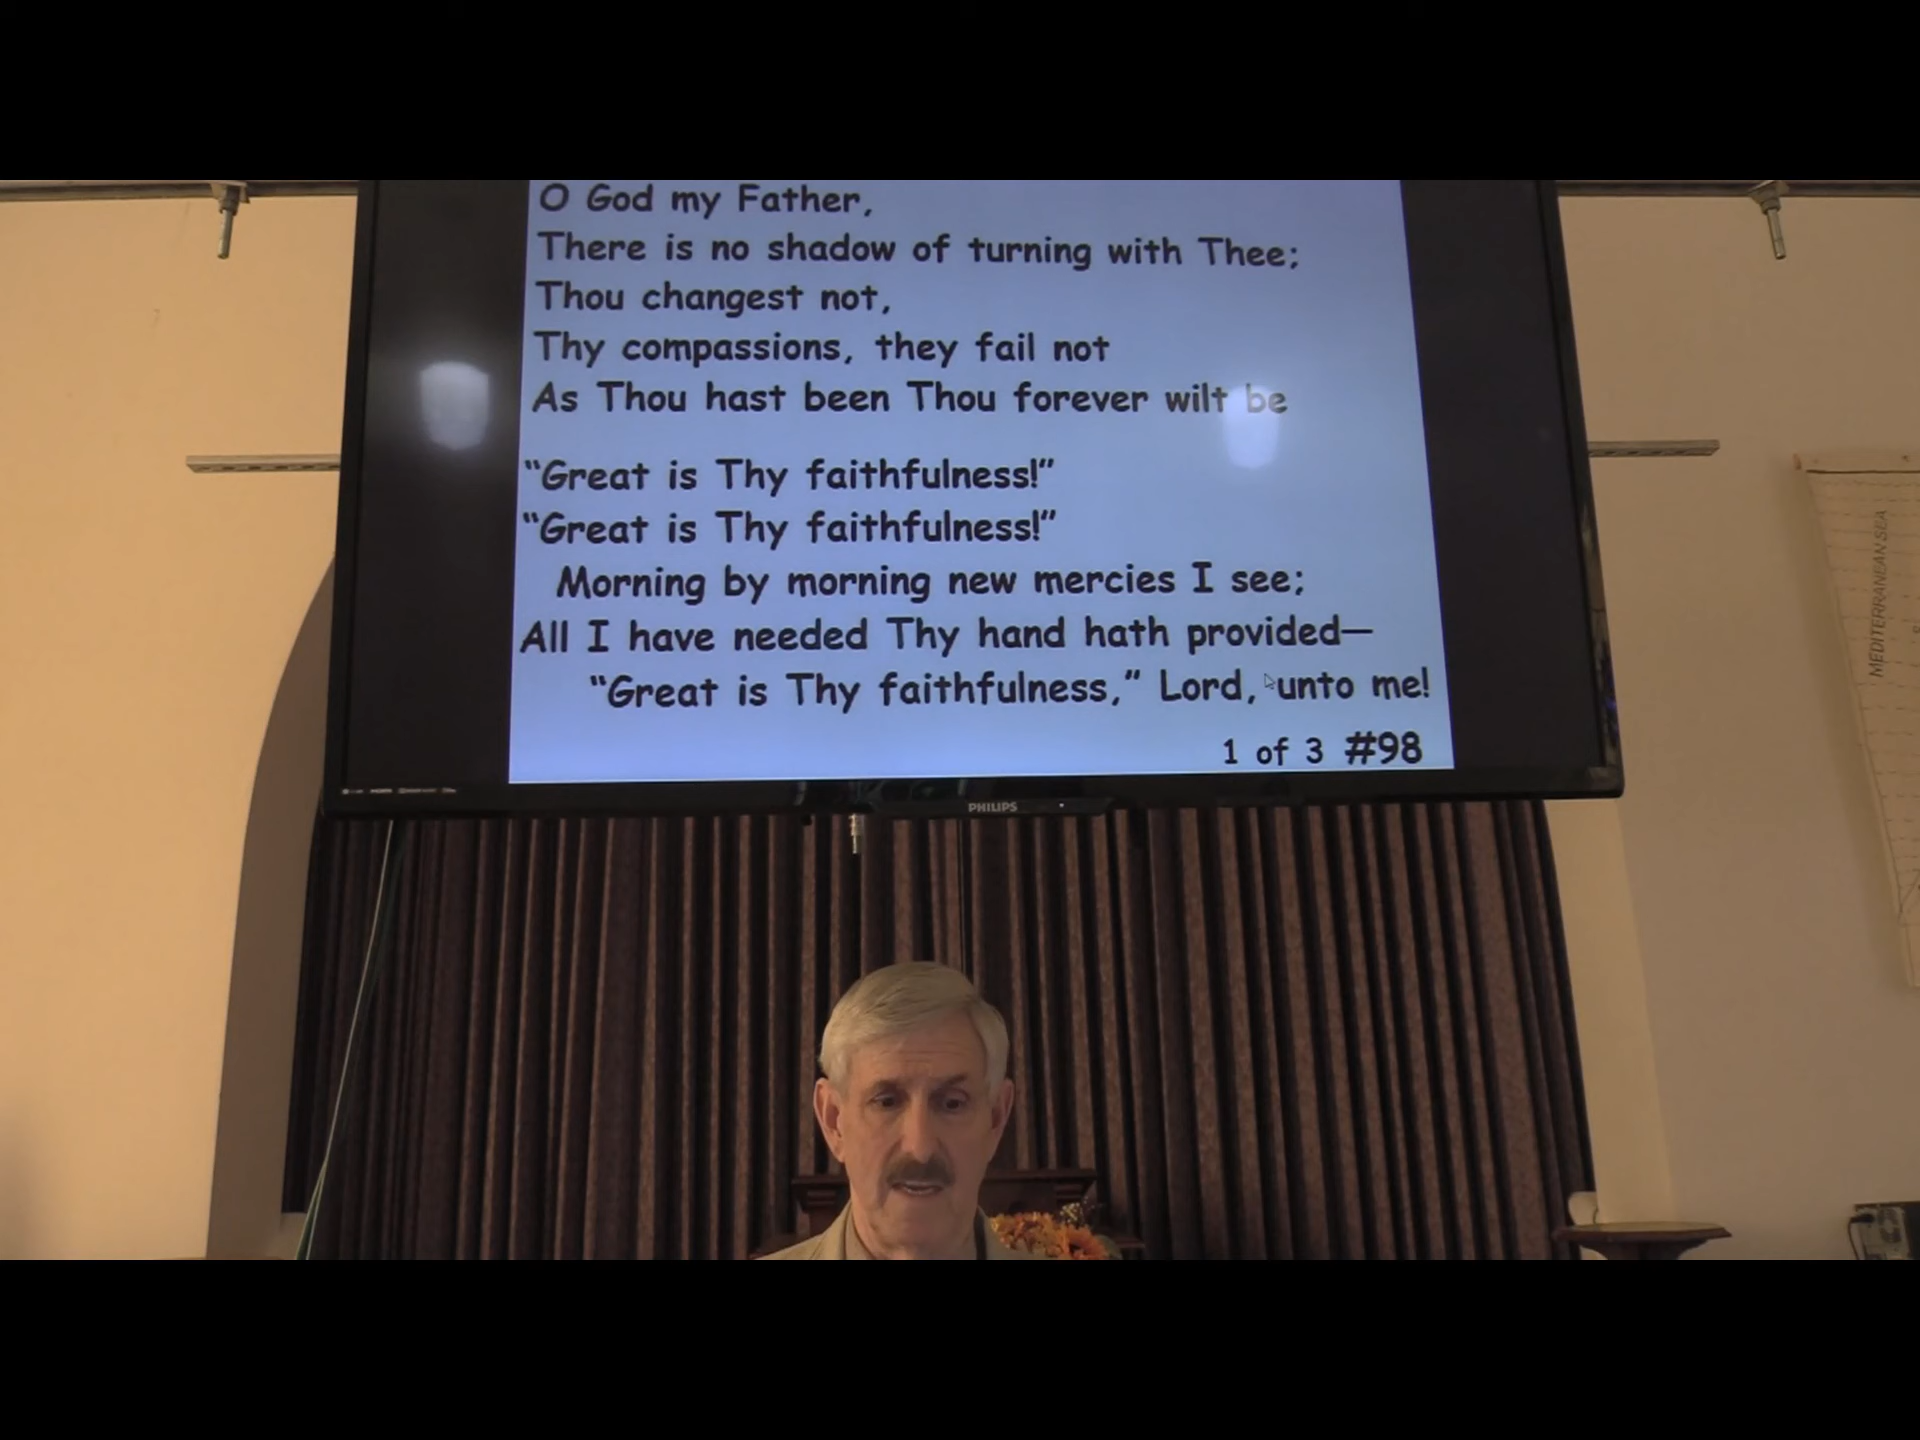 O God my Father,
There is no shadow of turning with Thee;
Thou changest not,
Thy compassions, they fail not
As Thou hast been Thou forever wilt be
“Great is Thy faithfulness!”
“Great is Thy faithfulness!”
Morning by morning new mercies I see;
All I have needed Thy hand hath provided—
“Great is Thy faithfulness,” Lord, unto me!
1 of 3 #98
PHILIPS
MEDITERRANEAN SEA